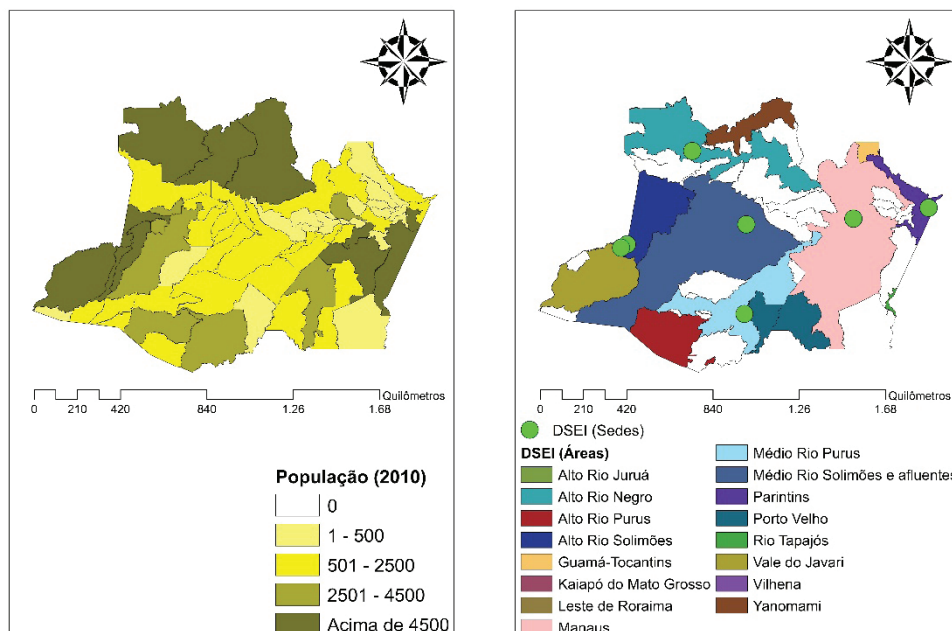 Quilômetros
0 210 420 840 1.26 1.68
População (2010)
0
1 - 500
501 - 2500
2501 - 4500
Acima de 4500
Quilômetros
0 210 420 840 1.26 1.68
DSEI (Sedes)
DSEI (Áreas)
Alto Rio Juruá
Alto Rio Negro
Alto Rio Purus
Alto Rio Solimões
Guamá-Tocantins
Kaiapó do Mato Grosso
Leste de Roraima
Manaus
Médio Rio Purus
Médio Rio Solimões e afluentes
Parintins
Porto Velho
Rio Tapajós
Vale do Javari
Vilhena
Yanomami